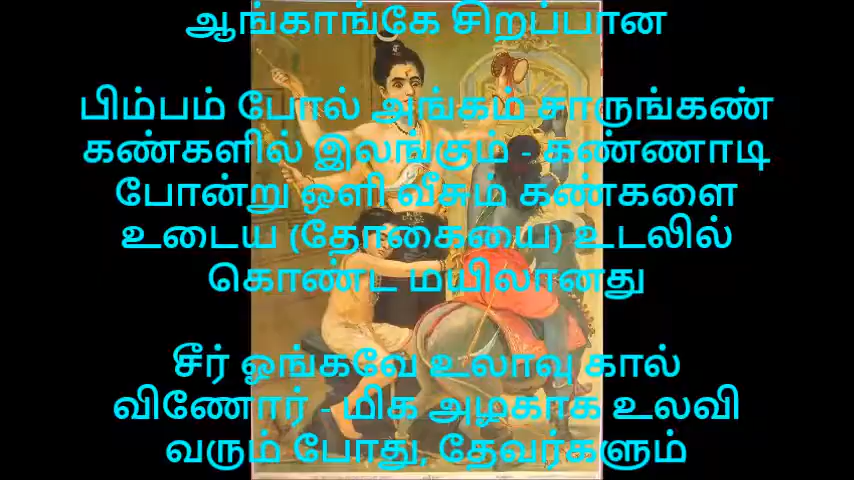 ஆங்காங்கே சிறப்பான
பிம்பம் போல் அங்கம் சாருங்கண்
கண்களில் இலங்கும் - கண்ணாடி
போன்று ஒளி வீசும் கண்களை
உடைய (தோகையை) உடலில்
கொண்ட மயிலானது
சீர் ஓங்கவே உலாவு கால்
விணோர் - மிக அழகாக உலவி
வரும் போது, தேவர்களும்